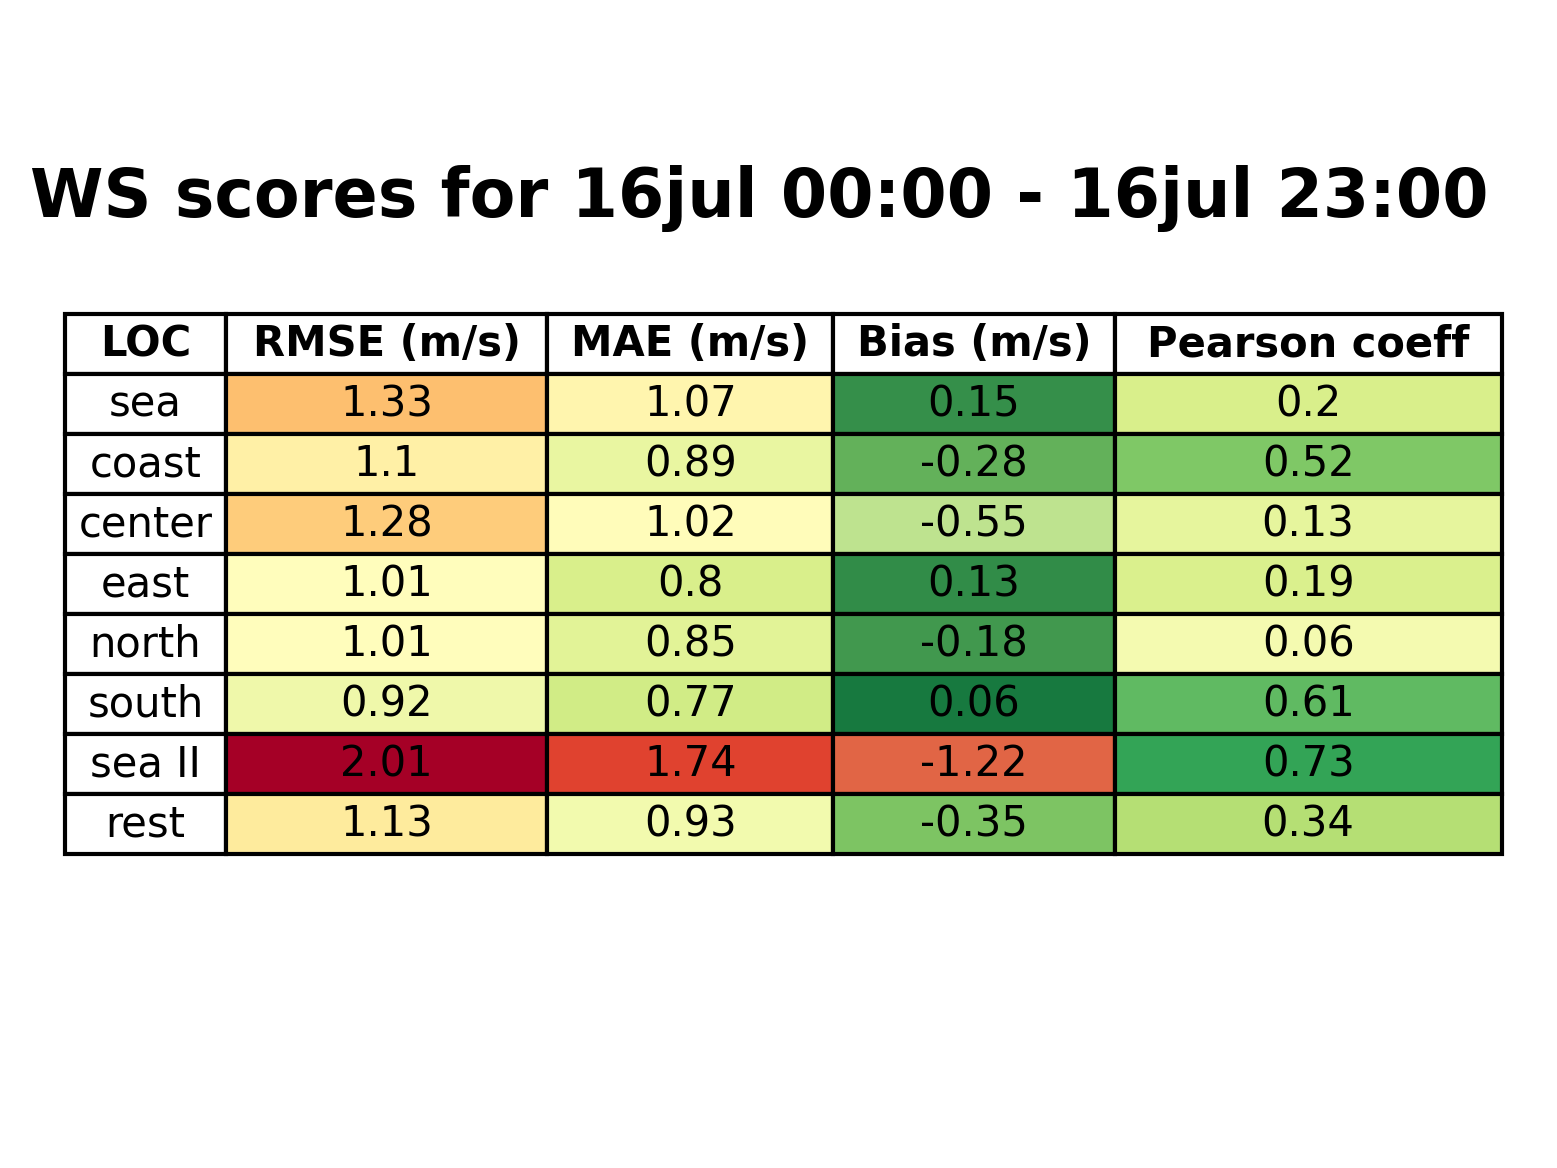 WS scores for 16jul 00:00 - 16jul 23:00
LOC RMSE (m/s) MAE (m/s) Bias (m/s) Pearson coeff
sea 1.33 1.07 0.15 0.2
coast 1.1 0.89 -0.28 0.52
center 1.28 1.02 -0.55 0.13
east 1.01 0.8 0.13 0.19
north 1.01 0.85 -0.18 0.06
south 0.92 0.77 0.06 0.61
sea II 2.01 1.74 -1.22 0.73
rest 1.13 0.93 -0.35 0.34